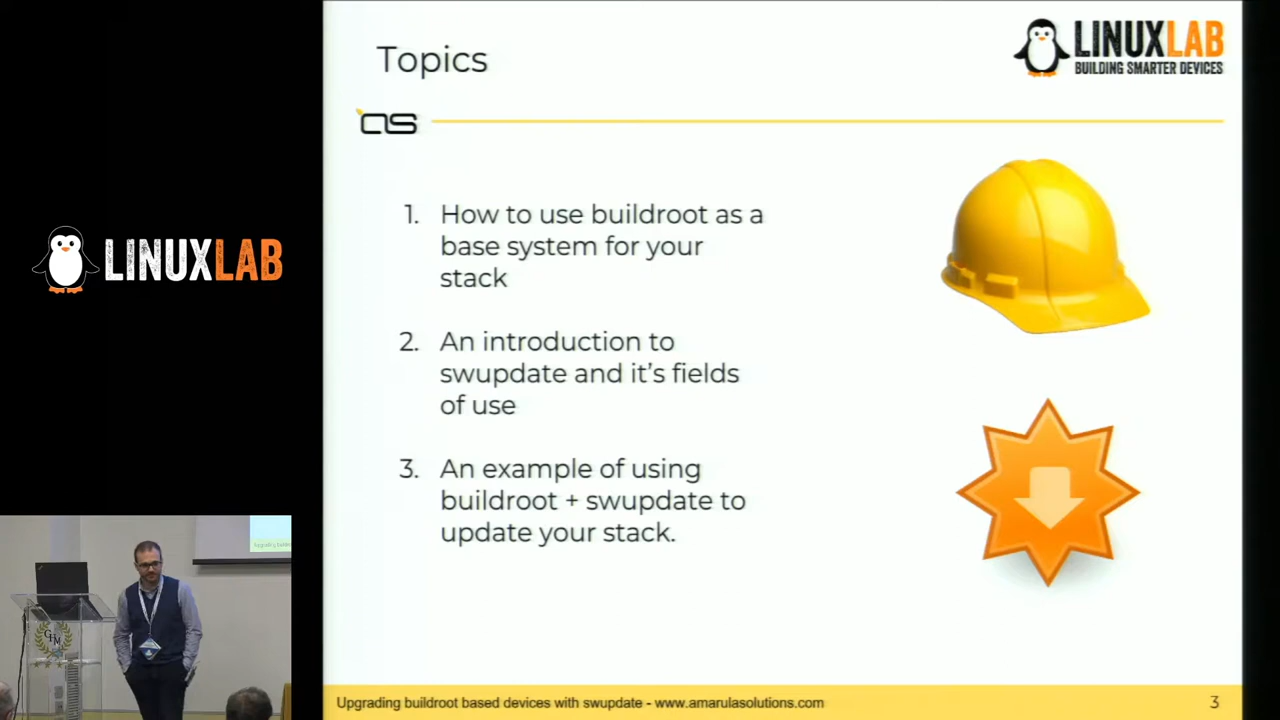 Topics
LINUXLAB
BUILDING SMARTER DEVICES
as
1. How to use buildroot as a
base system for your
stack
2. An introduction to
swupdate and it's fields
of use
3. An example of using
buildroot + swupdate to
update your stack.
LINUXLAB
GHM
Upgrading buildroot based devices with swupdate - www.amarulasolutions.com
3